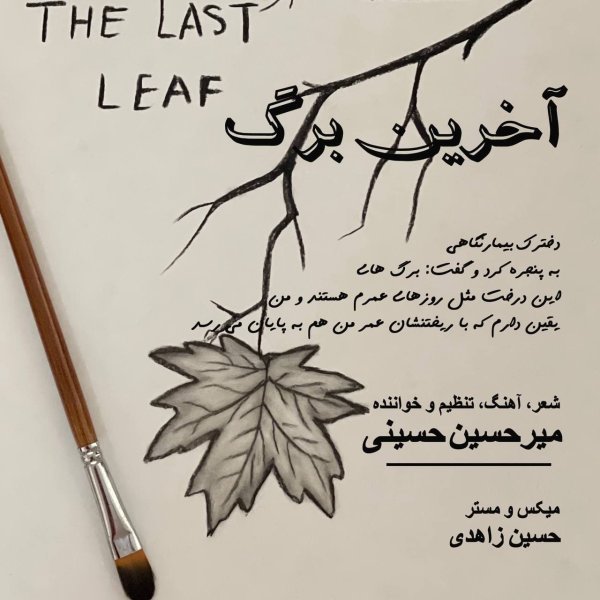 THE LAST
LEAF
آخرین برگ
دخترک بیمار نگاهی
به پنجره کرد و گفت: برگ های
این درخت مثل روزهای عمرم هستند و من
یقین دارم که با ریختنشان عمر من هم به پایان می رسد
شعر، آهنگ، تنظیم و خواننده
میرحسین حسینی
میکس و مستر
حسین زاهدی